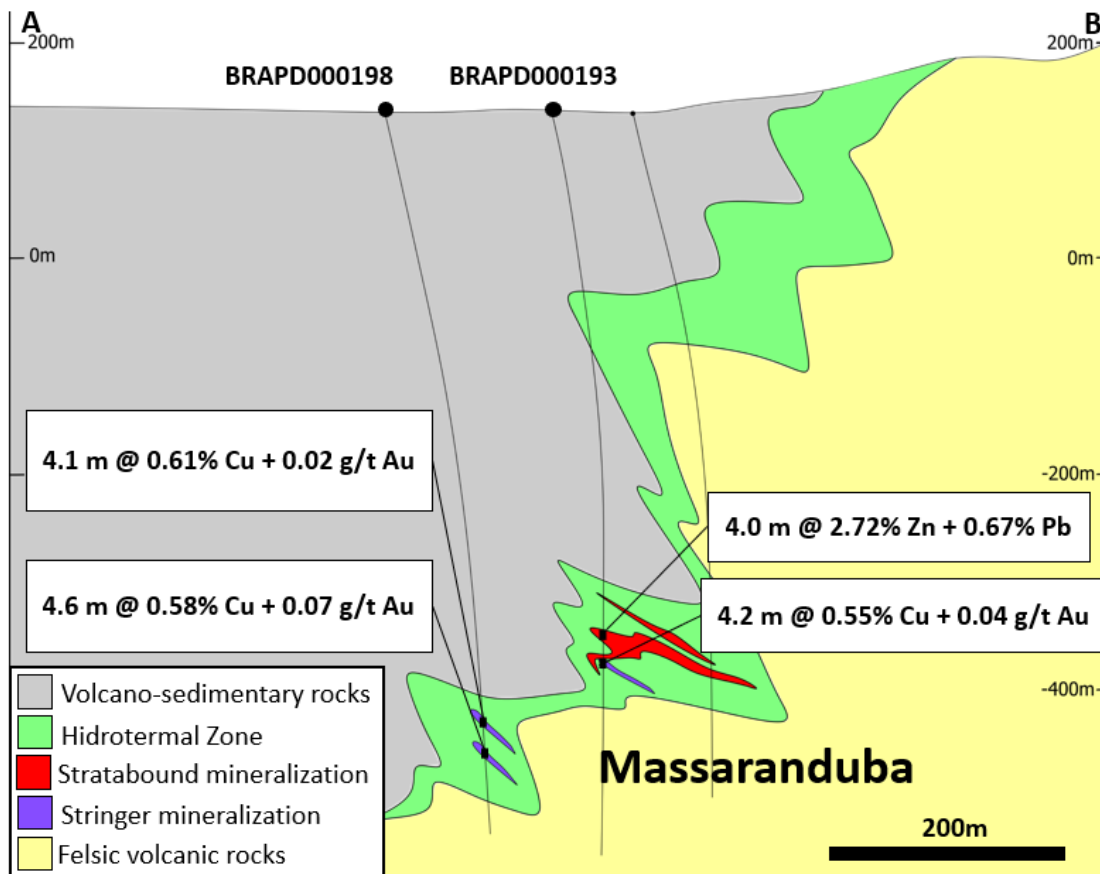 A
B
200m
200m
BRAPD000198
BRAPD000193
0m
0m
4.1 m @ 0.61% Cu + 0.02 g/t Au
-200m
4.0 m @ 2.72% Zn + 0.67% Pb
4.6 m @ 0.58% Cu + 0.07 g/t Au
4.2 m @ 0.55% Cu + 0.04 g/t Au
-400m
Volcano-sedimentary rocks
Hidrotermal Zone
Stratabound mineralization
Stringer mineralization
Felsic volcanic rocks
Massaranduba
200m